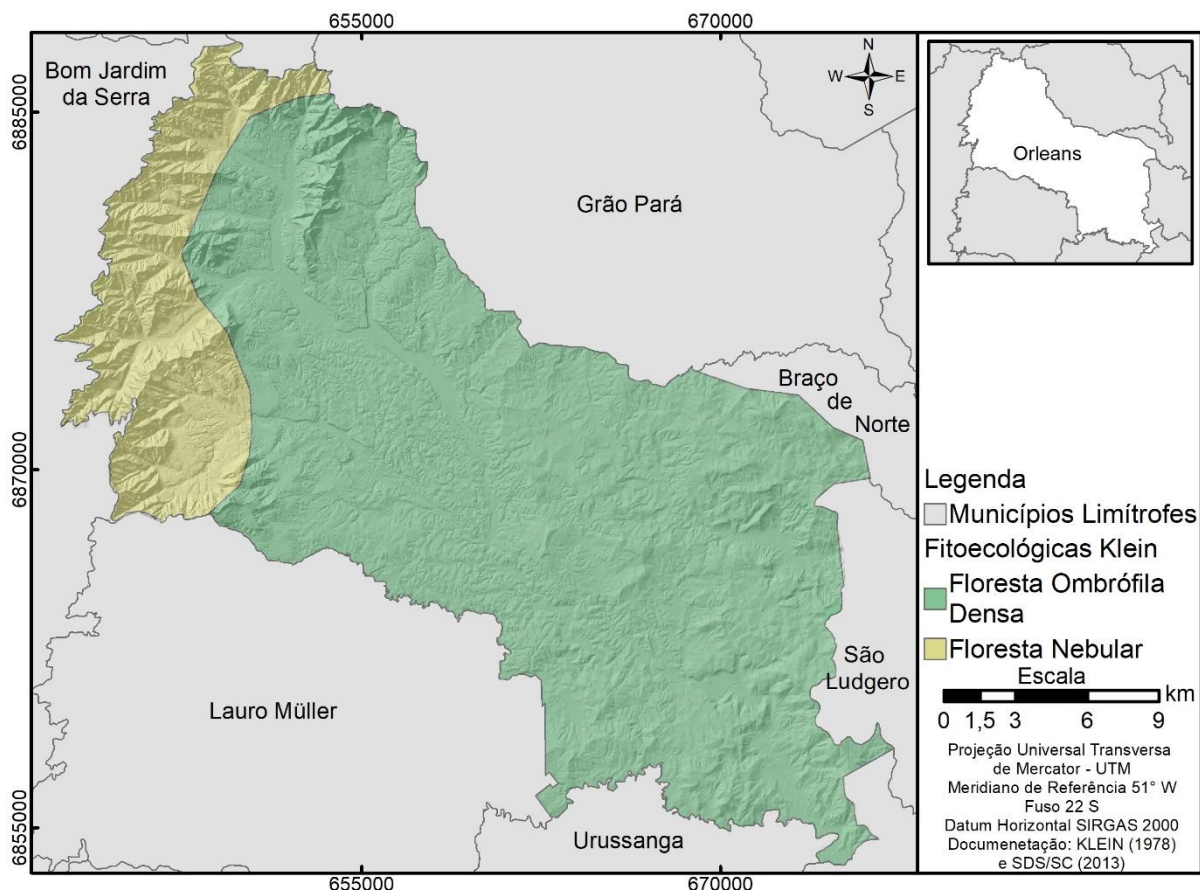 655000
670000
Bom Jardim
da Serra
N
W
E
S
6885000
Grão Pará
Orleans
Braço
de
Norte
6870000
Legenda
Municípios Limítrofes
Fitoecológicas Klein
Floresta Ombrófila
Densa
Floresta Nebular
São
Ludgero
Lauro Müller
Escala
km
0 1,5 3 6 9
Projeção Universal Transversa
de Mercator - UTM
Meridiano de Referência 51° W
Fuso 22 S
Datum Horizontal SIRGAS 2000
Documenetação: KLEIN (1978)
e SDS/SC (2013)
6855000
Urussanga
655000
670000